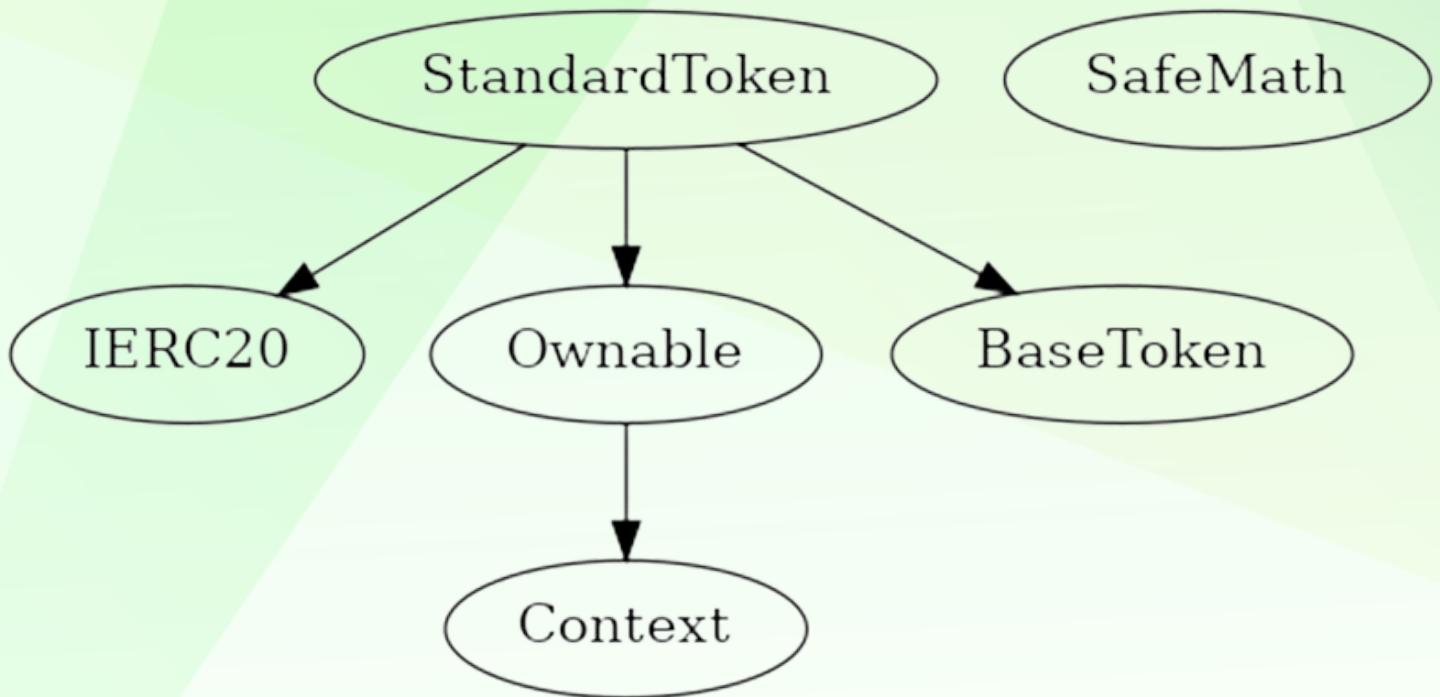 StandardToken
SafeMath
IERC20
Ownable
BaseToken
Context